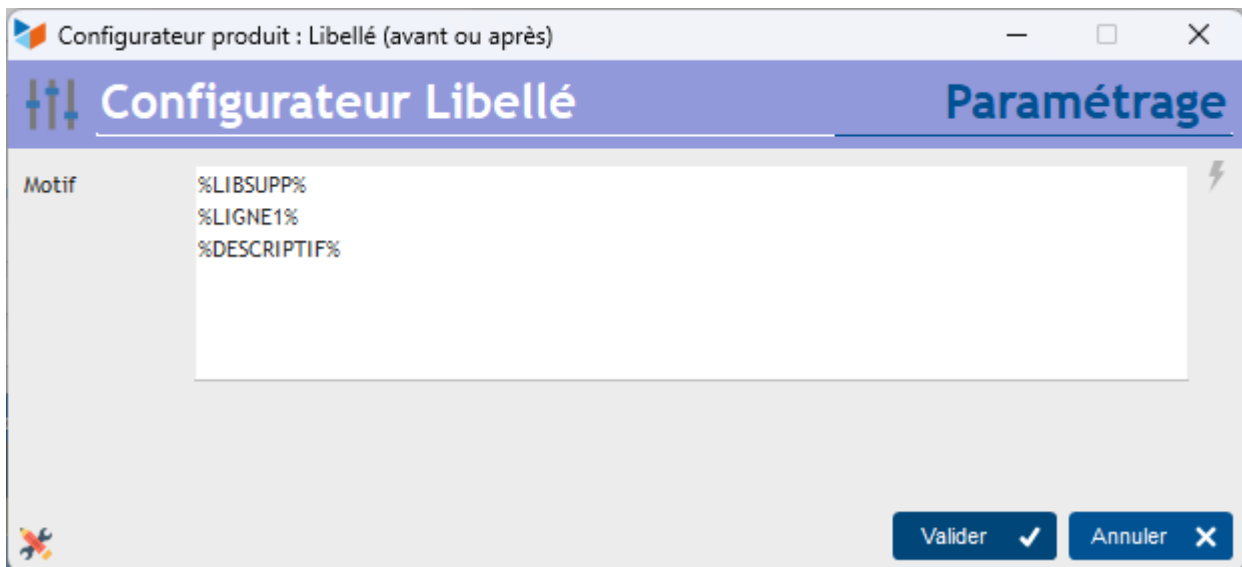 Configurateur produit : Libellé (avant ou après)
Configurateur Libellé
Paramétrage
Motif
%LIBSUPP%
%LIGNE1%
%DESCRIPTIF%
Valider
Annuler